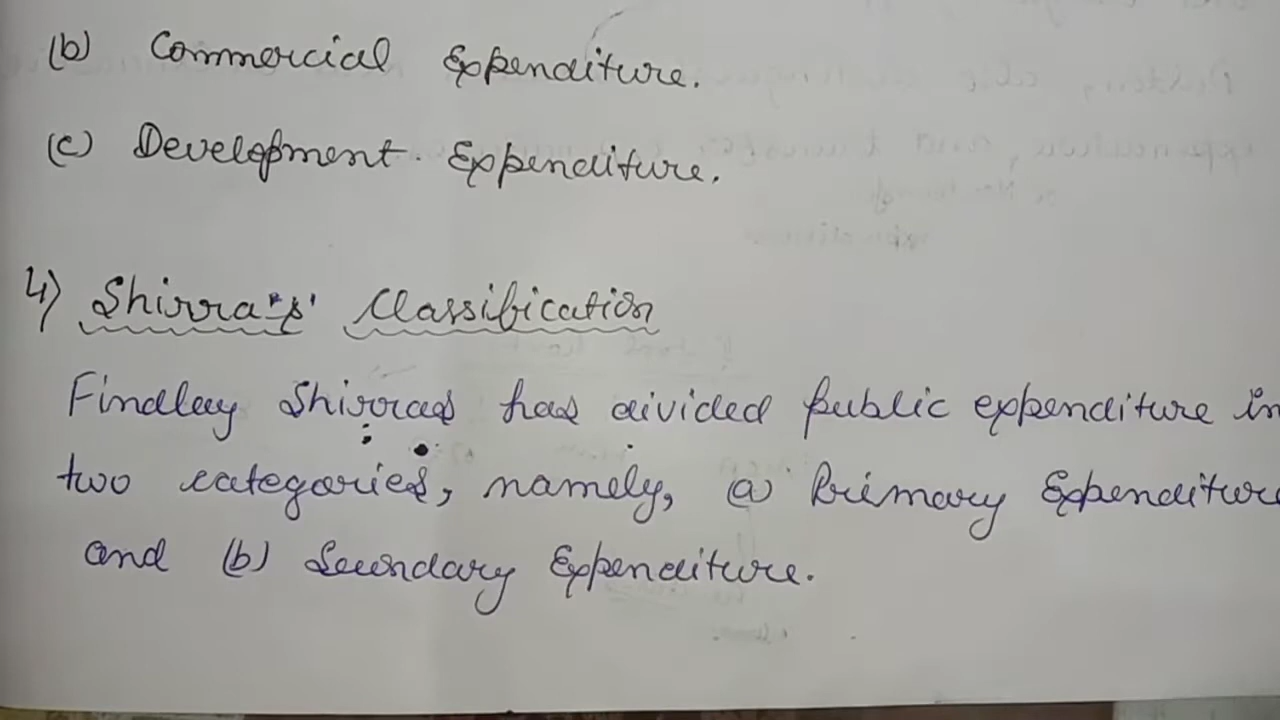 (b) Commercial Expenditure.
(c) Development Expenditure.
4) Shirras' Classification
Findlay Shirras has divided public expenditure in
two categories, namely, (a) Primary Expenditure
and (b) Secondary Expenditure.